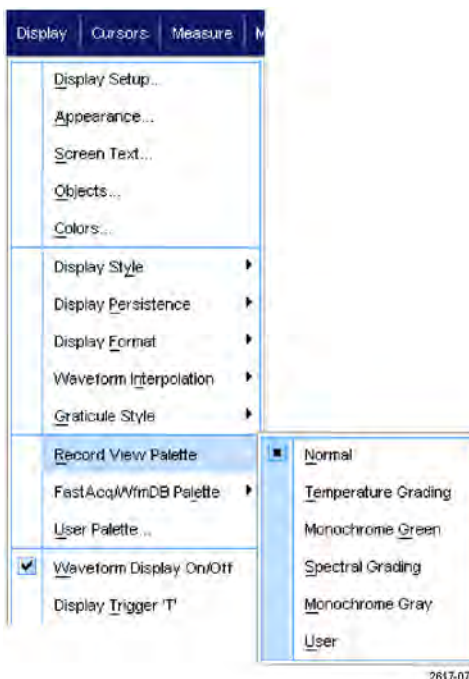 Display Cursors Measure
Display Setup...
Appearance...
Screen Text...
Objects...
Colors...
Display Style
Display Persistence
Display Format
Waveform Interpolation
Graticule Style
Record View Palette
Normal
FastAcq/WfmDB Palette
Temperature Grading
User Palette...
Monochrome Green
Waveform Display On/Off
Spectral Grading
Display Trigger 'T'
Monochrome Gray
User
2617-07